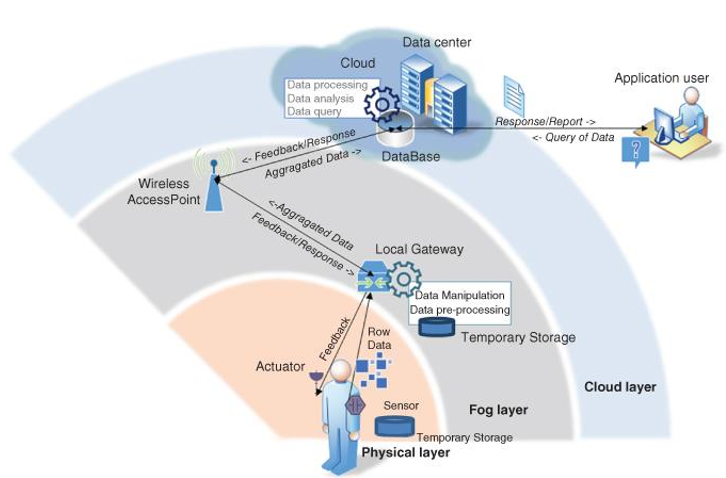 Data center
Cloud
Data processing
Data analysis
Data query
Application user
Response/Report ->
<- Query of Data
?
DataBase
<- Feedback/Response
Aggragated Data ->
Wireless
AccessPoint
<-Aggragated Data
Feedback/Response ->
Local Gateway
Data Manipulation
Data pre-processing
Temporary Storage
Feedback
Row
Data
Actuator
Sensor
Temporary Storage
Physical layer
Fog layer
Cloud layer